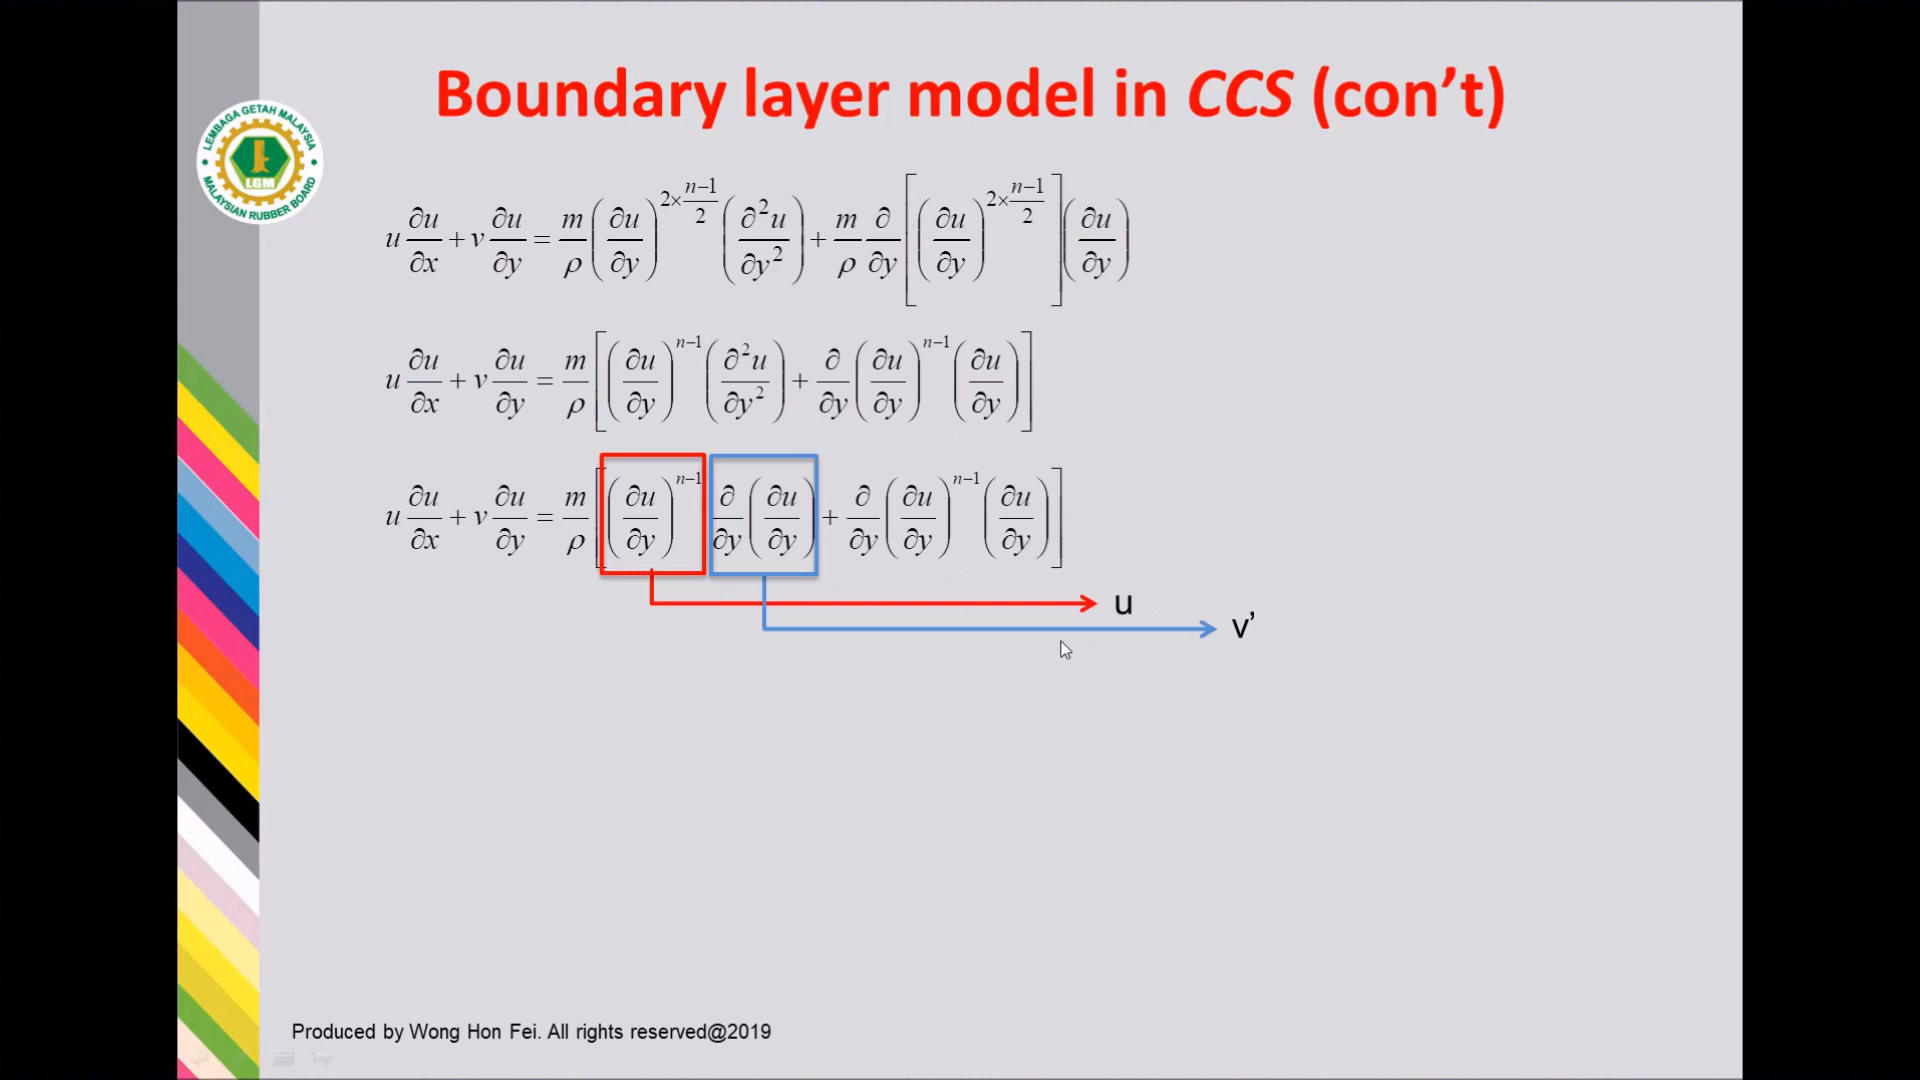 Boundary layer model in CCS (con’t)
LEMBAGA GETAH MALAYSIA
LGM
MALAYSIAN RUBBER BOARD
u ∂u/∂x + v ∂u/∂y = m/ρ (∂u/∂y)^{2×(n−1)/2} (∂²u/∂y²) + m/ρ ∂/∂y [(∂u/∂y)^{2×(n−1)/2}] (∂u/∂y)
u ∂u/∂x + v ∂u/∂y = m/ρ [(∂u/∂y)^{n−1} (∂²u/∂y²) + ∂/∂y (∂u/∂y)^{n−1} (∂u/∂y)]
u ∂u/∂x + v ∂u/∂y = m/ρ [(∂u/∂y)^{n−1} ∂/∂y (∂u/∂y) + ∂/∂y (∂u/∂y)^{n−1} (∂u/∂y)]
u
v’
Produced by Wong Hon Fei. All rights reserved@2019